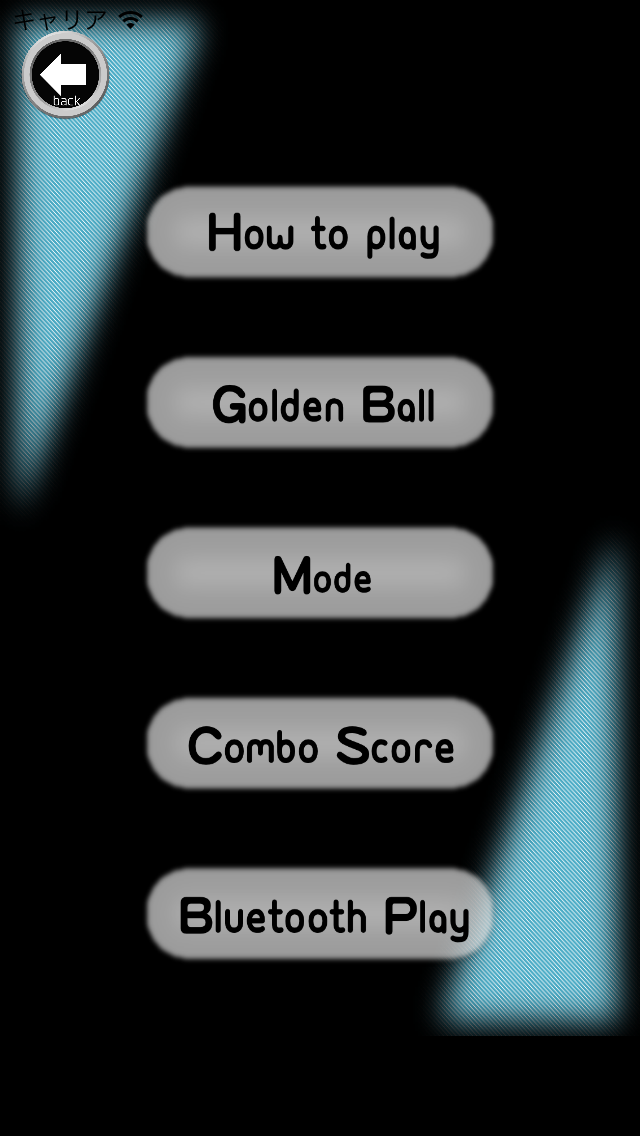 キャリア
back
How to play
Golden Ball
Mode
Combo Score
Bluetooth Play